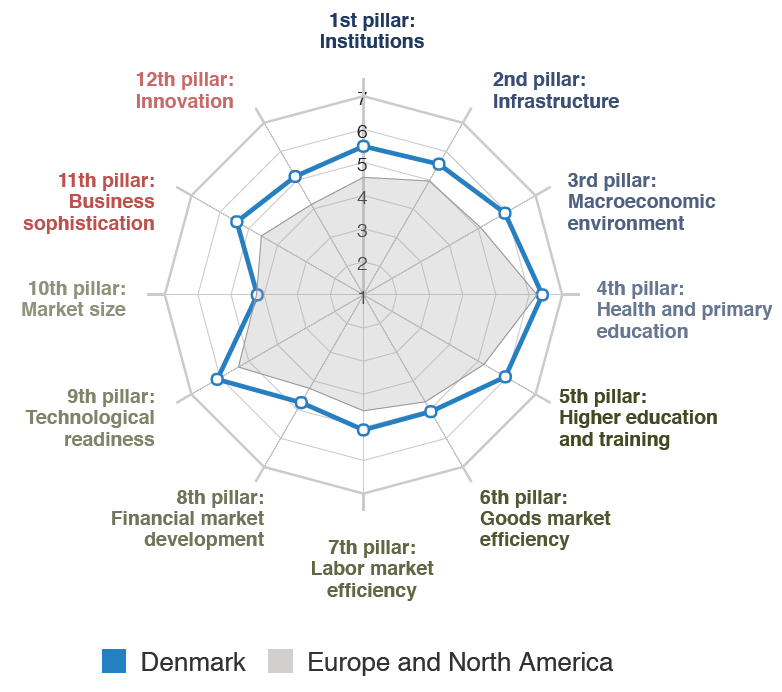 1st pillar:
Institutions
2nd pillar:
Infrastructure
3rd pillar:
Macroeconomic
environment
4th pillar:
Health and primary
education
5th pillar:
Higher education
and training
6th pillar:
Goods market
efficiency
7th pillar:
Labor market
efficiency
8th pillar:
Financial market
development
9th pillar:
Technological
readiness
10th pillar:
Market size
11th pillar:
Business
sophistication
12th pillar:
Innovation
7
6
5
4
3
2
1
Denmark
Europe and North America